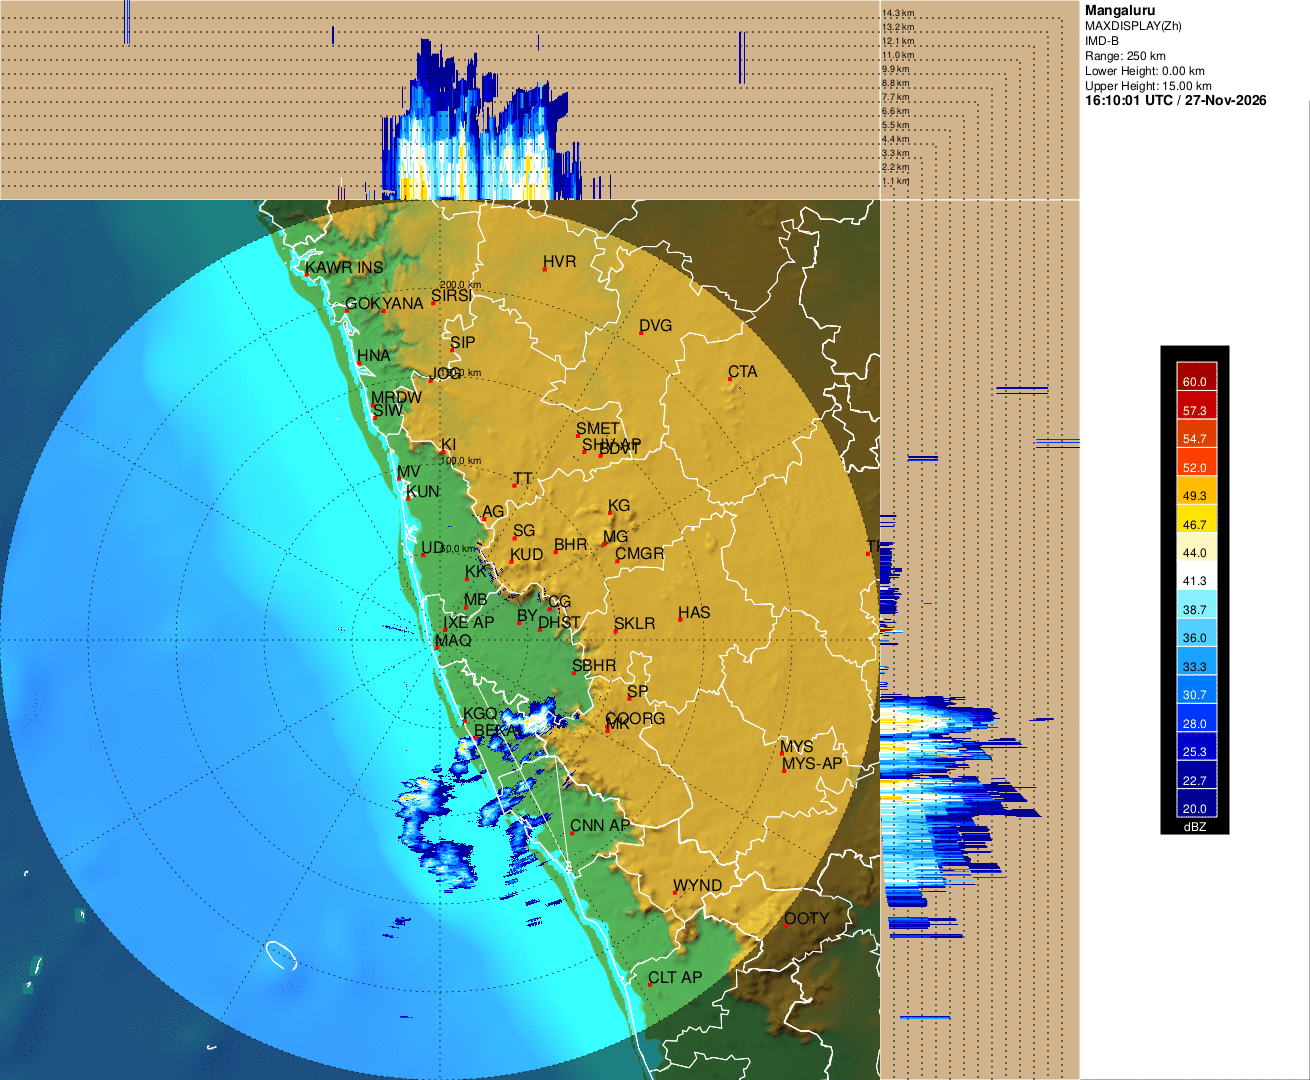 Mangaluru
MAXDISPLAY(Zh)
IMD-B
Range: 250 km
Lower Height: 0.00 km
Upper Height: 15.00 km
16:10:01 UTC / 27-Nov-2026
14.3 km
13.2 km
12.1 km
11.0 km
9.9 km
8.8 km
7.7 km
6.6 km
5.5 km
4.4 km
3.3 km
2.2 km
1.1 km
KAWR INS
HVR
200.0 km
SIRSI
GOKYANA
DVG
SIP
HNA
CTA
JOG
150.0 km
MRDW
SIW
SMET
SHV-AP
BDVT
KI
100.0 km
MV
TT
KUN
KG
AG
SG
MG
BHR
UD
50.0 km
KUD
CMGR
KK
MB
CG
BY
DHST
HAS
IXE AP
SKLR
MAQ
SBHR
SP
KGQ
COORG
MK
BEKA
MYS
MYS-AP
CNN AP
WYND
OOTY
CLT AP
60.0
57.3
54.7
52.0
49.3
46.7
44.0
41.3
38.7
36.0
33.3
30.7
28.0
25.3
22.7
20.0
dBZ